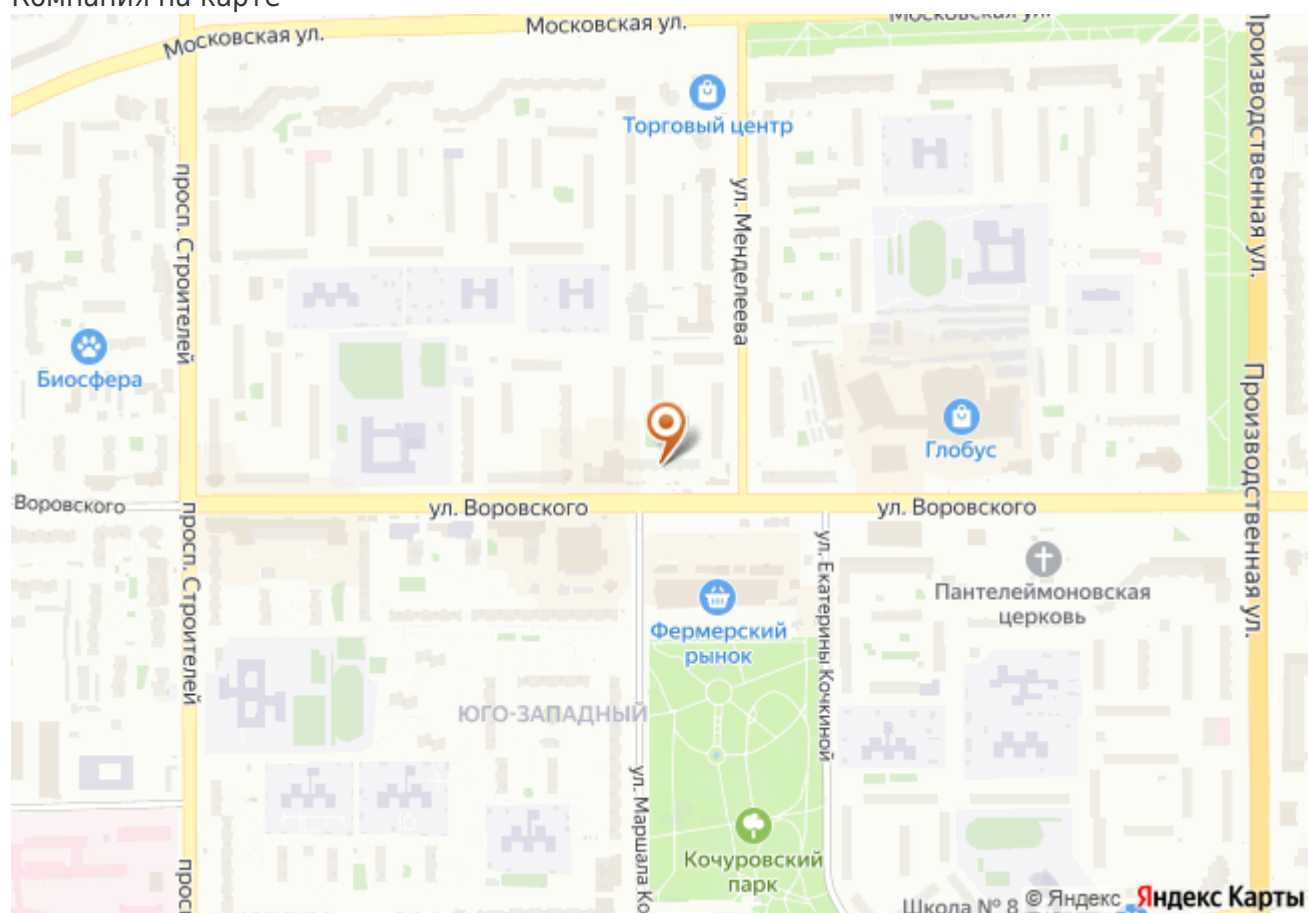 Компания на карте
Московская ул.
Московская ул.
Московская ул.
Производственная ул.
Торговый центр
просп. Строителей
ул. Менделеева
Биосфера
Глобус
Производственная ул.
Воровского
ул. Воровского
ул. Воровского
просп. Строителей
ул. Екатерины Кочкиной
Пантелеймоновская
церковь
Фермерский
рынок
ЮГО-ЗАПАДНЫЙ
ул. Маршала Ко
Кочуровский
парк
прос
Школа № 8
© Яндекс Яндекс Карты